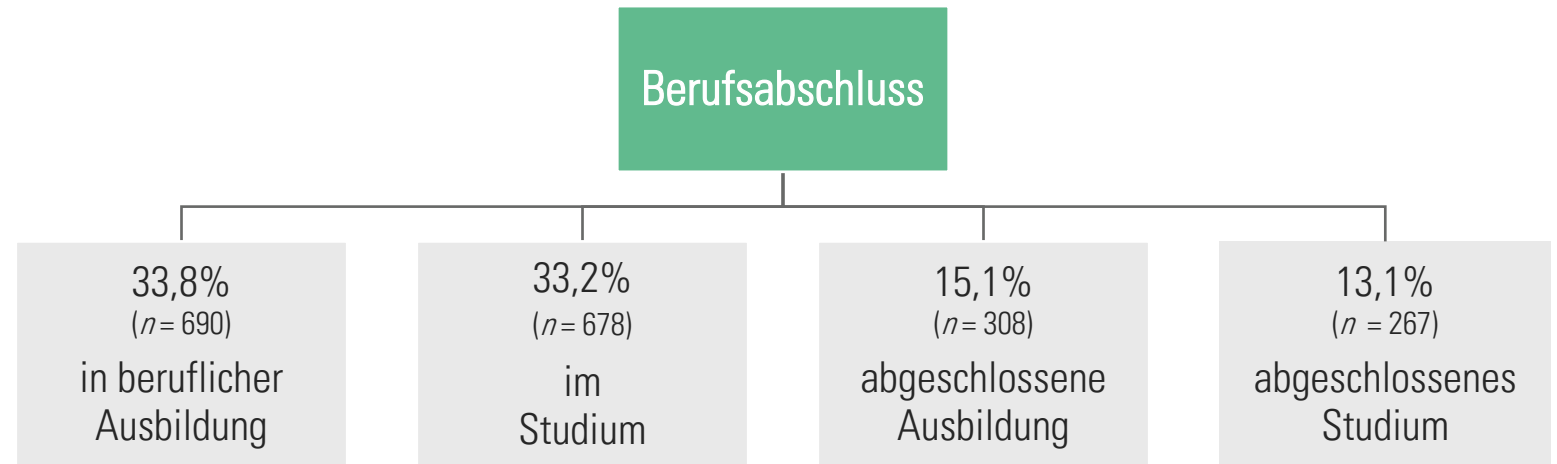 Berufsabschluss
33,8%
(n = 690)
in beruflicher
Ausbildung
33,2%
(n = 678)
im
Studium
15,1%
(n = 308)
abgeschlossene
Ausbildung
13,1%
(n = 267)
abgeschlossenes
Studium